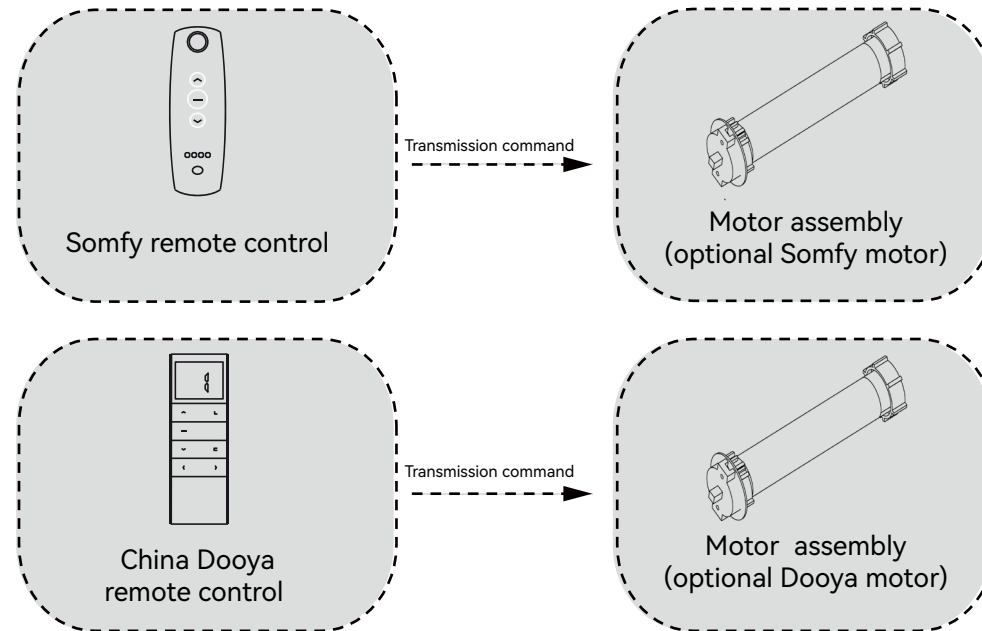 Transmission command
Somfy remote control
Motor assembly
(optional Somfy motor)
Transmission command
China Dooya
remote control
Motor assembly
(optional Dooya motor)